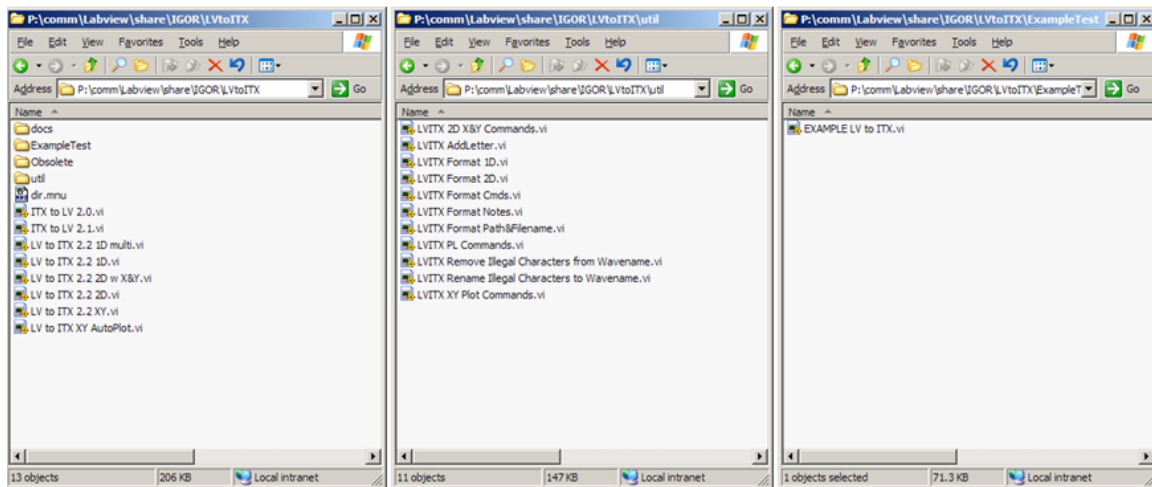 P:\comm\Labview\share\IGOR\LVtoITX
File Edit View Favorites Tools Help
Address P:\comm\Labview\share\IGOR\LVtoITX Go
Name
docs
ExampleTest
Obsolete
util
dir.mnu
ITX to LV 2.0.vi
ITX to LV 2.1.vi
LV to ITX 2.2 1D multi.vi
LV to ITX 2.2 1D.vi
LV to ITX 2.2 2D w X&Y.vi
LV to ITX 2.2 2D.vi
LV to ITX 2.2 XY.vi
LV to ITX XY AutoPlot.vi
13 objects 206 KB Local intranet
P:\comm\Labview\share\IGOR\LVtoITX\util
File Edit View Favorites Tools Help
Address P:\comm\Labview\share\IGOR\LVtoITX\util Go
Name
LVITX 2D X&Y Commands.vi
LVITX AddLetter.vi
LVITX Format 1D.vi
LVITX Format 2D.vi
LVITX Format Cmds.vi
LVITX Format Notes.vi
LVITX Format Path&Filename.vi
LVITX PL Commands.vi
LVITX Remove Illegal Characters from Wavename.vi
LVITX Rename Illegal Characters to Wavename.vi
LVITX XY Plot Commands.vi
11 objects 147 KB Local intranet
P:\comm\Labview\share\IGOR\LVtoITX\ExampleTest
File Edit View Favorites Tools Help
Address P:\comm\Labview\share\IGOR\LVtoITX\ExampleT Go
Name
EXAMPLE LV to ITX.vi
1 objects selected 71.3 KB Local intranet